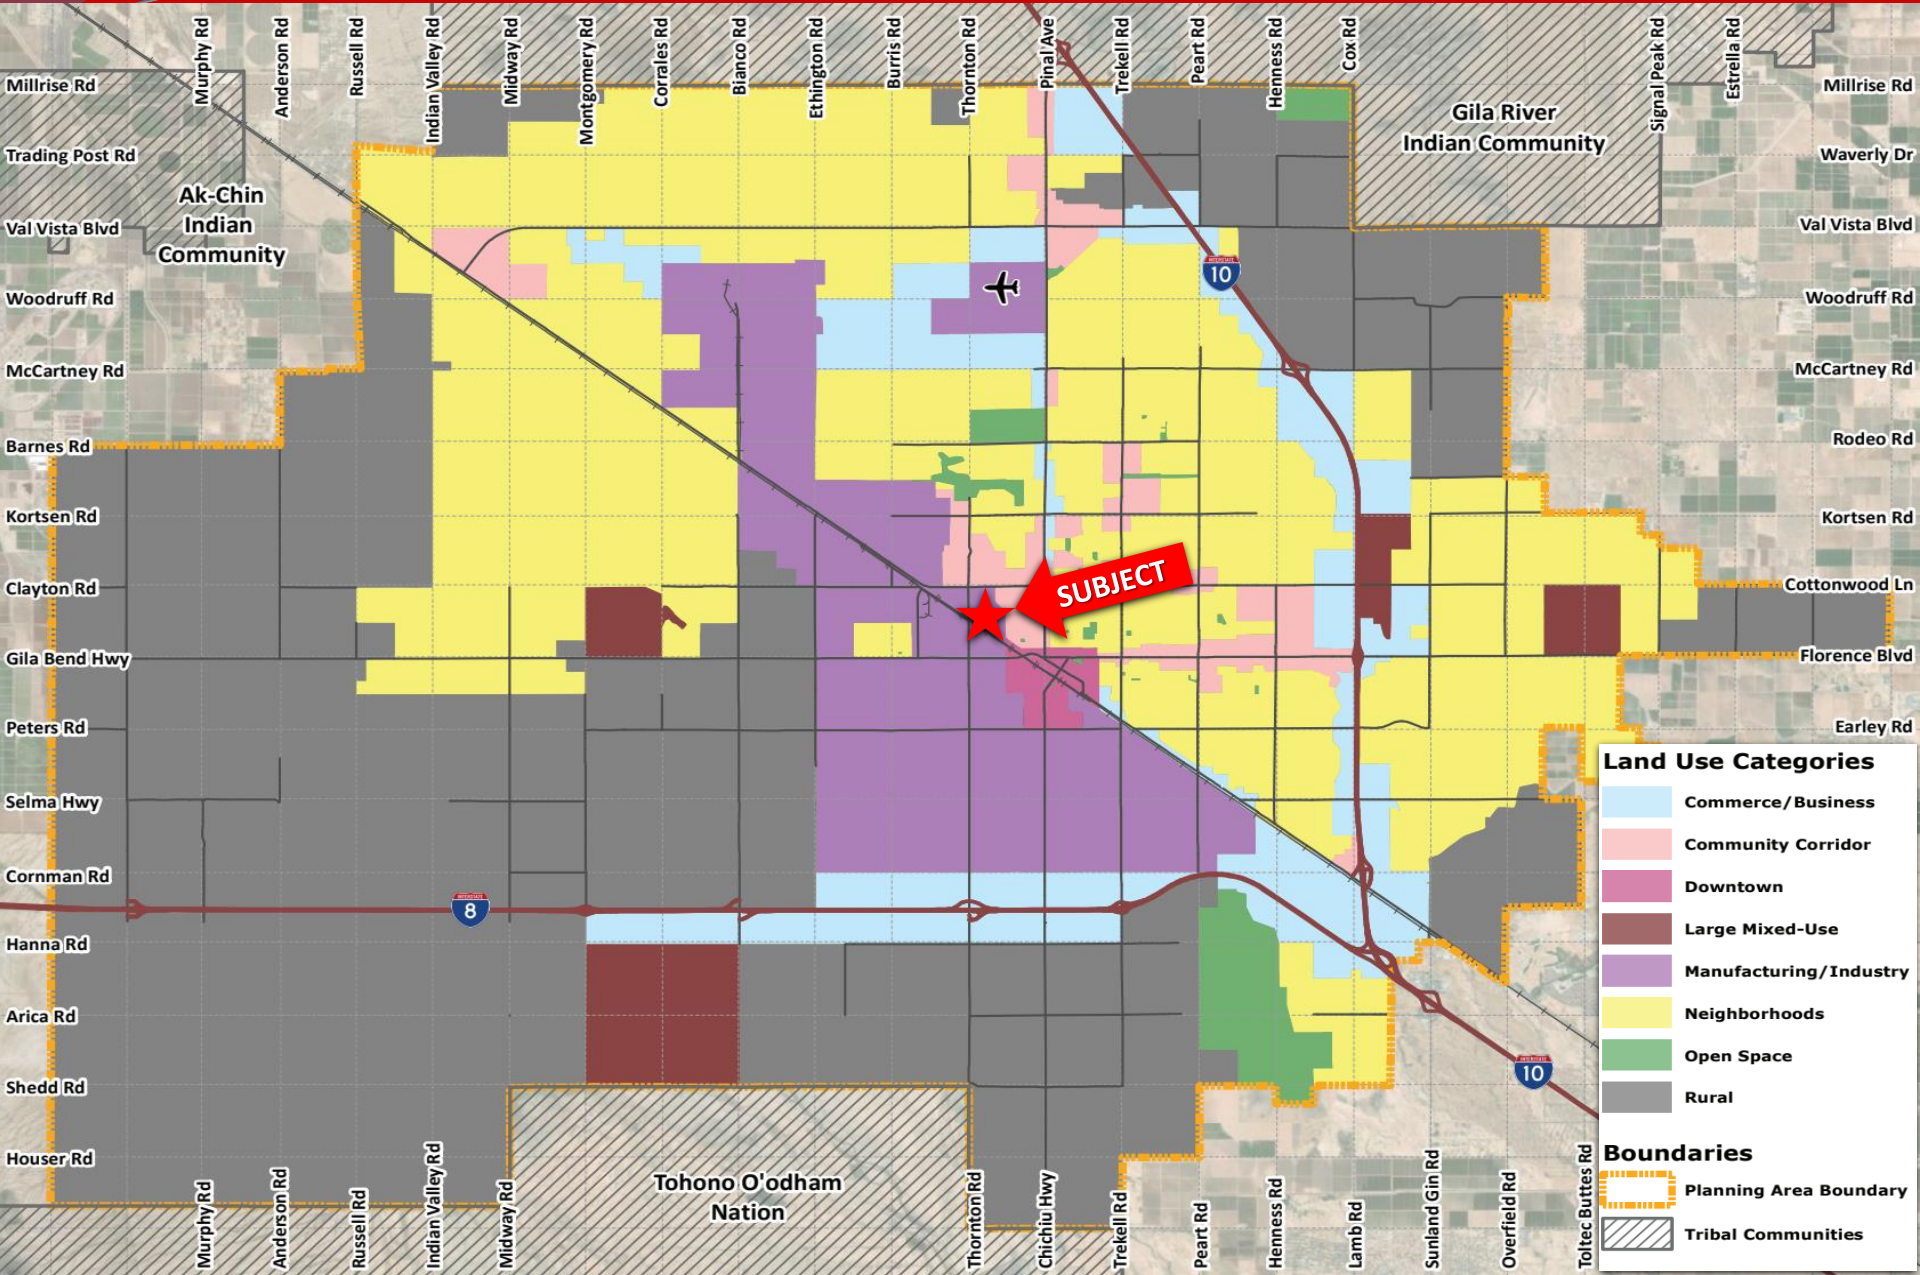 Murphy Rd
Anderson Rd
Russell Rd
Indian Valley Rd
Midway Rd
Montgomery Rd
Corrales Rd
Bianco Rd
Ethington Rd
Burris Rd
Thornton Rd
Pinal Ave
Trekell Rd
Peart Rd
Henness Rd
Cox Rd
Signal Peak Rd
Estrella Rd
Millrise Rd
Millrise Rd
Gila River
Indian Community
Trading Post Rd
Waverly Dr
Ak-Chin
Indian
Community
Val Vista Blvd
Val Vista Blvd
INTERSTATE
10
Woodruff Rd
Woodruff Rd
McCartney Rd
McCartney Rd
Barnes Rd
Rodeo Rd
Kortsen Rd
Kortsen Rd
SUBJECT
Clayton Rd
Cottonwood Ln
Gila Bend Hwy
Florence Blvd
Peters Rd
Earley Rd
Selma Hwy
Cornman Rd
INTERSTATE
8
Hanna Rd
Arica Rd
INTERSTATE
10
Shedd Rd
Houser Rd
Tohono O'odham
Nation
Murphy Rd
Anderson Rd
Russell Rd
Indian Valley Rd
Midway Rd
Thornton Rd
Chichiu Hwy
Trekell Rd
Peart Rd
Henness Rd
Lamb Rd
Sunland Gin Rd
Overfield Rd
Toltec Buttes Rd
Land Use Categories
Commerce/Business
Community Corridor
Downtown
Large Mixed-Use
Manufacturing/Industry
Neighborhoods
Open Space
Rural
Boundaries
Planning Area Boundary
Tribal Communities